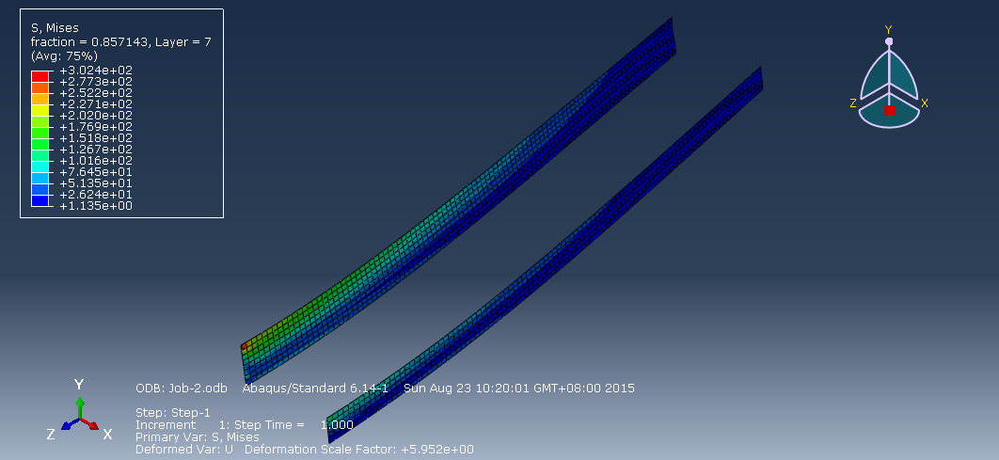 S, Mises
fraction = 0.857143, Layer = 7
(Avg: 75%)
+3.024e+02
+2.773e+02
+2.522e+02
+2.271e+02
+2.020e+02
+1.769e+02
+1.518e+02
+1.267e+02
+1.016e+02
+7.645e+01
+5.135e+01
+2.624e+01
+1.135e+00
Y
Z
X
ODB: Job-2.odb    Abaqus/Standard 6.14-1    Sun Aug 23 10:20:01 GMT+08:00 2015
Y
Z
X
Step: Step-1
Increment      1: Step Time =    1.000
Primary Var: S, Mises
Deformed Var: U   Deformation Scale Factor: +5.952e+00